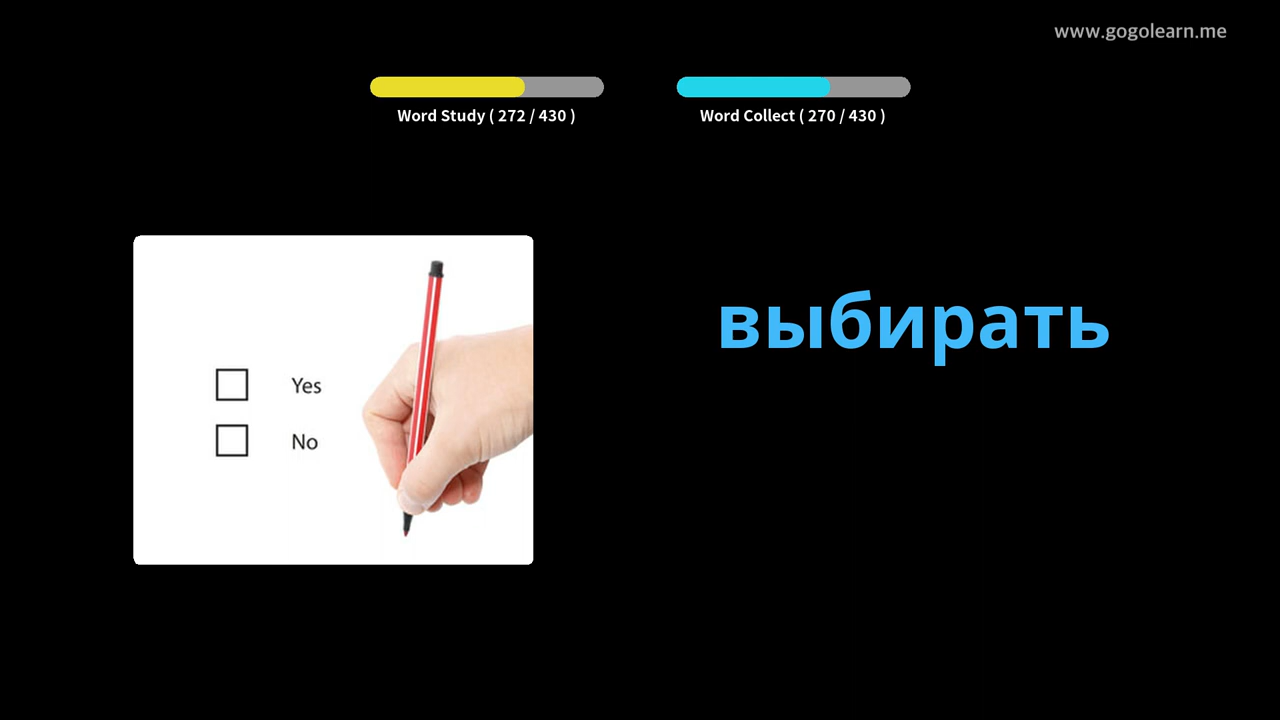 www.gogolearn.me
Word Study ( 272 / 430 )
Word Collect ( 270 / 430 )
выбирать
Yes
No